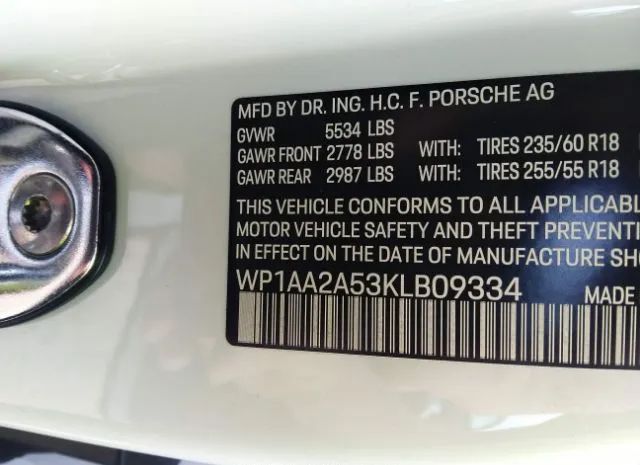 MFD BY DR. ING. H.C. F. PORSCHE AG
GVWR 5534 LBS
GAWR FRONT 2778 LBS WITH: TIRES 235/60 R18
GAWR REAR 2987 LBS WITH: TIRES 255/55 R18
THIS VEHICLE CONFORMS TO ALL APPLICABLE
MOTOR VEHICLE SAFETY AND THEFT PREVENTI
IN EFFECT ON THE DATE OF MANUFACTURE SHO
WP1AA2A53KLB09334 MADE